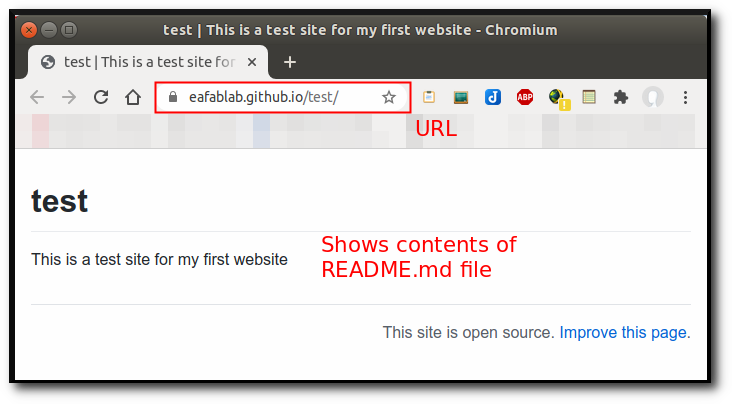 test | This is a test site for my first website - Chromium
test | This is a test site for
eafablab.github.io/test/
ABP
URL
test
Shows contents of
README.md file
This is a test site for my first website
This site is open source. Improve this page.